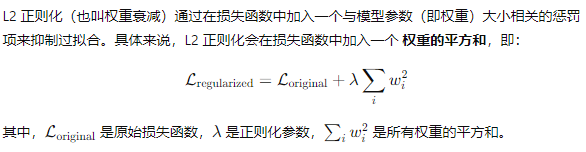 L2 正则化（也叫权重衰减）通过在损失函数中加入一个与模型参数（即权重）大小相关的惩罚
项来抑制过拟合。具体来说，L2 正则化会在损失函数中加入一个 权重的平方和，即：
ℒ_regularized = ℒ_original + λ ∑_i w_i^2
其中，ℒ_original 是原始损失函数，λ 是正则化参数，∑_i w_i^2 是所有权重的平方和。